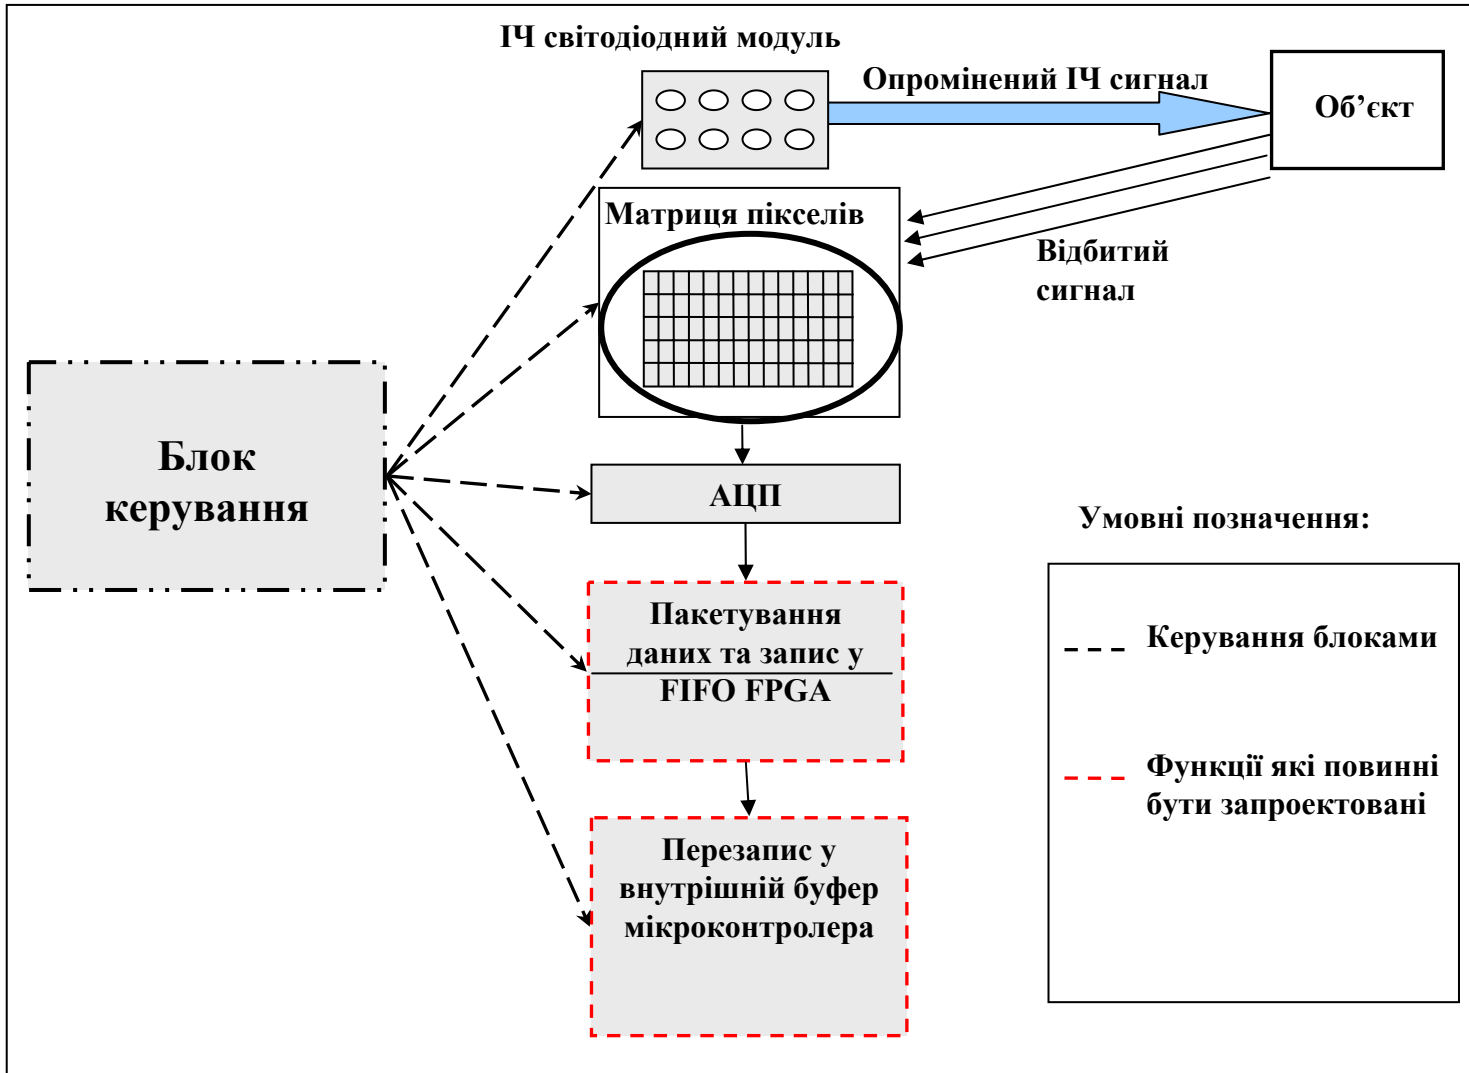 ІЧ світодіодний модуль
Опромінений ІЧ сигнал
Об’єкт
Матриця пікселів
Відбитий
сигнал
Блок
керування
АЦП
Умовні позначення:
Пакетування
даних та запис у
FIFO FPGA
Керування блоками
Функції які повинні
бути запроектовані
Перезапис у
внутрішній буфер
мікроконтролера